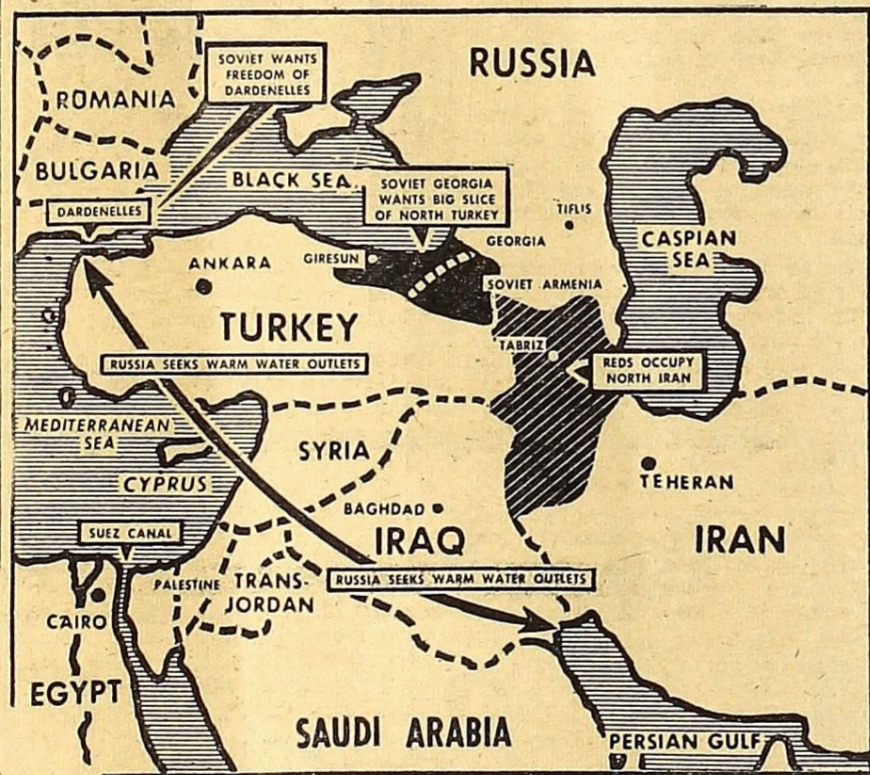 SOVIET WANTS
FREEDOM OF
DARDENELLES
RUSSIA
ROMANIA
BULGARIA
BLACK SEA
SOVIET GEORGIA
WANTS BIG SLICE
OF NORTH TURKEY
DARDENELLES
TIFLIS
GEORGIA
CASPIAN
SEA
ANKARA
GIRESUN
SOVIET ARMENIA
TURKEY
TABRIZ
RUSSIA SEEKS WARM WATER OUTLETS
REDS OCCUPY
NORTH IRAN
MEDITERRANEAN
SEA
SYRIA
CYPRUS
TEHERAN
BAGHDAD
SUEZ CANAL
IRAQ
IRAN
PALESTINE
TRANS-
JORDAN
RUSSIA SEEKS WARM WATER OUTLETS
CAIRO
EGYPT
SAUDI ARABIA
PERSIAN GULF